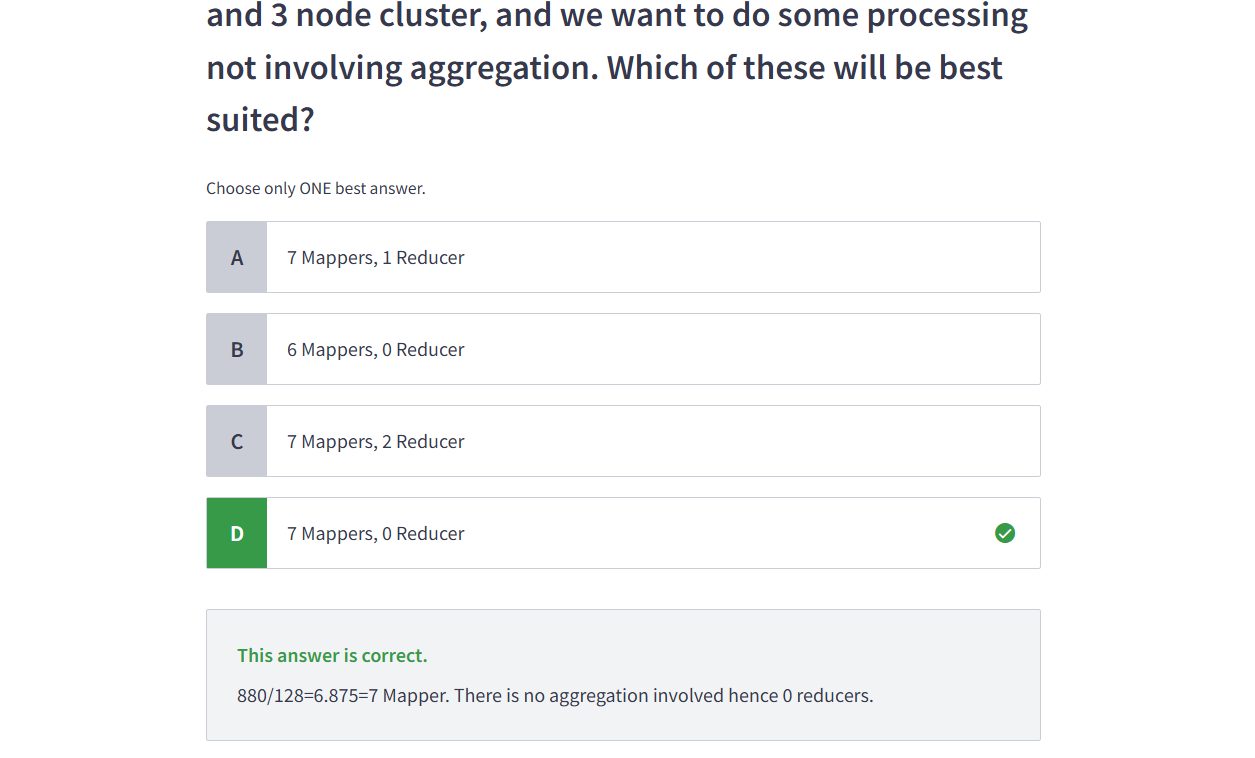 and 3 node cluster, and we want to do some processing
not involving aggregation. Which of these will be best
suited?
Choose only ONE best answer.
A 7 Mappers, 1 Reducer
B 6 Mappers, 0 Reducer
C 7 Mappers, 2 Reducer
D 7 Mappers, 0 Reducer
This answer is correct.
880/128=6.875=7 Mapper. There is no aggregation involved hence 0 reducers.